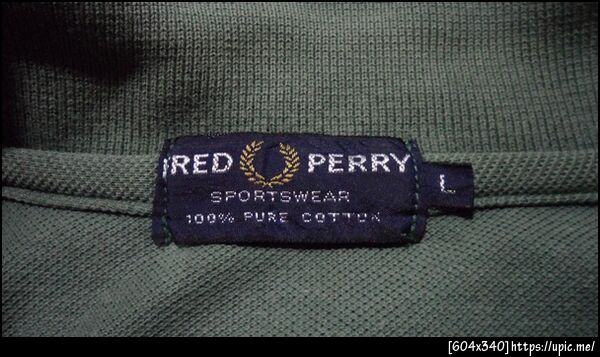 FRED PERRY
SPORTSWEAR
100% PURE COTTON
L
[604x340]https://upic.me/